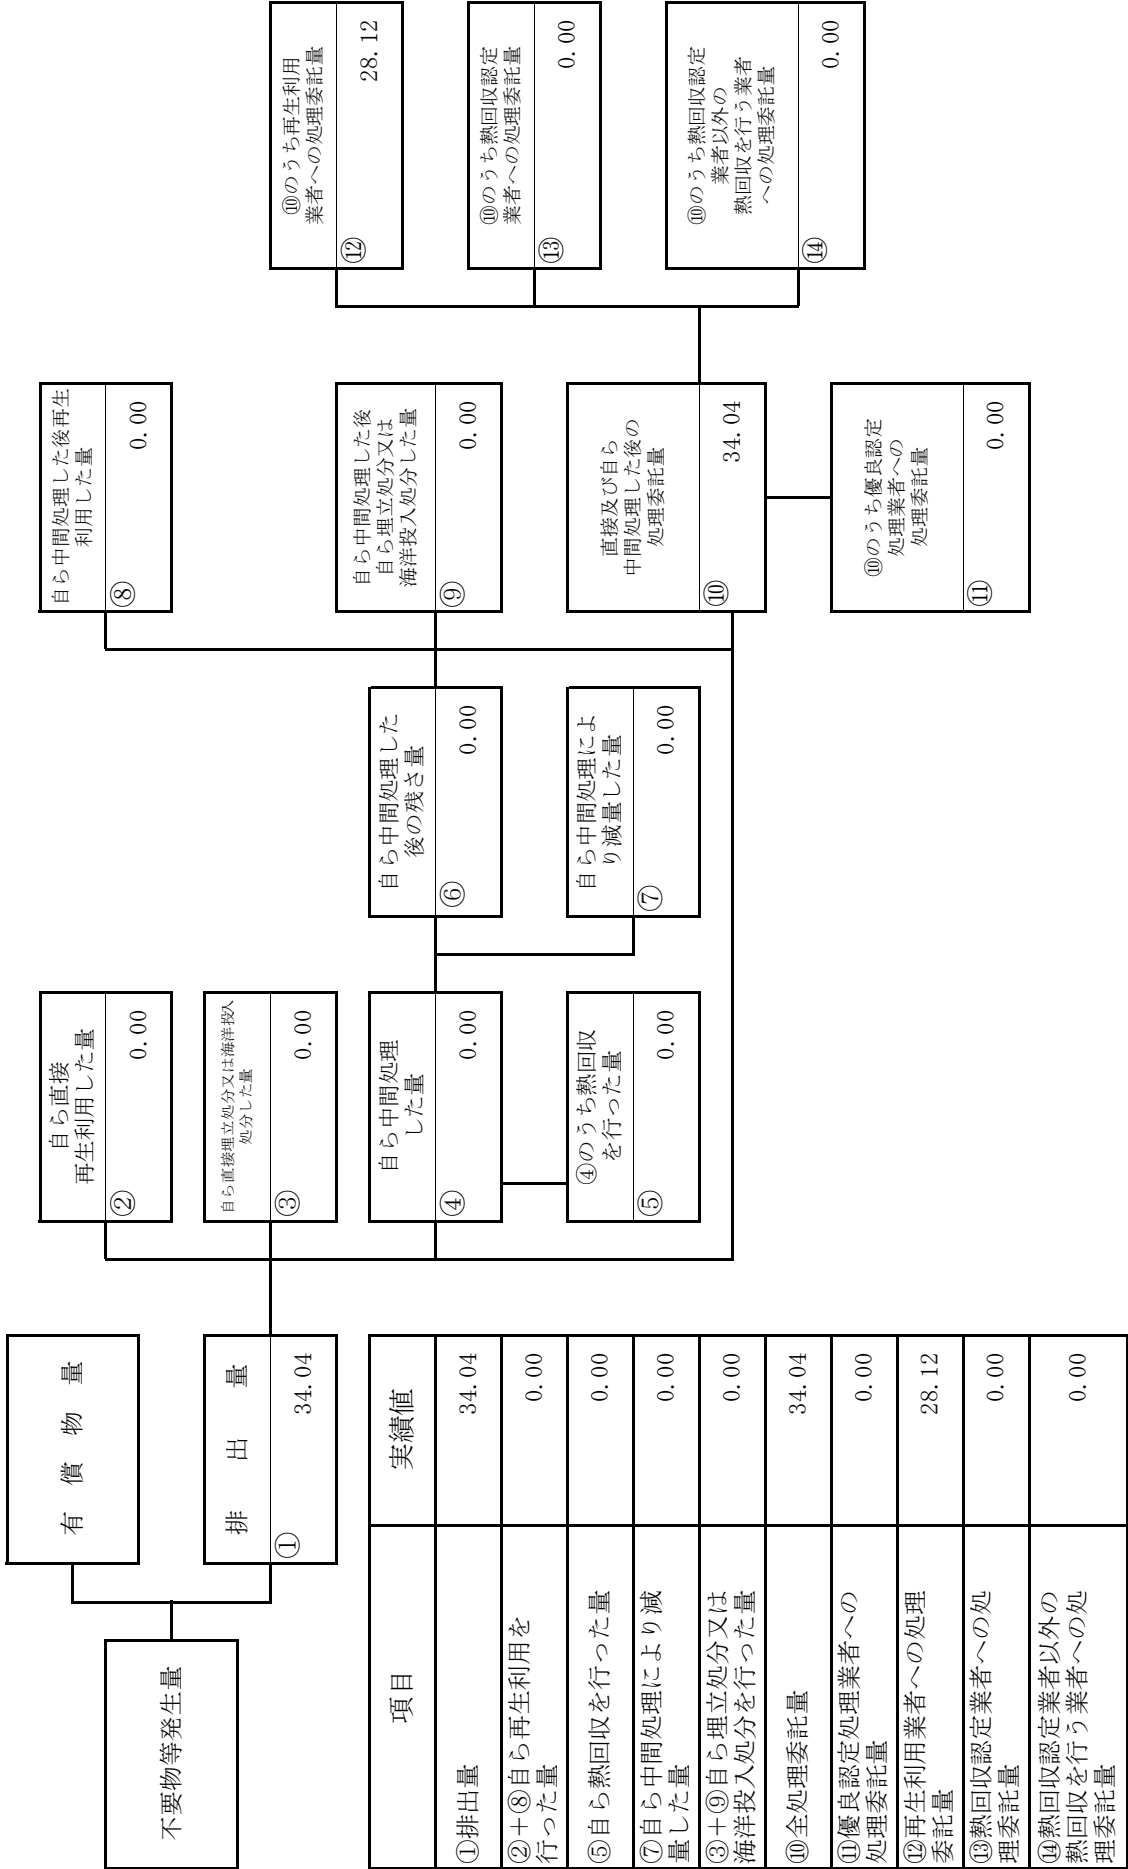 不要物等発生量
有償物量
排出量
①
34.04
自ら直接
再生利用した量
②
0.00
自ら直接埋立処分又は海洋投入
処分した量
③
0.00
自ら中間処理
した量
④
0.00
④のうち熱回収
を行った量
⑤
0.00
自ら中間処理した
後の残さ量
⑥
0.00
自ら中間処理によ
り減量した量
⑦
0.00
自ら中間処理した後再生
利用した量
⑧
0.00
自ら中間処理した後
自ら埋立処分又は
海洋投入処分した量
⑨
0.00
直接及び自ら
中間処理した後の
処理委託量
⑩
34.04
⑩のうち優良認定
処理業者への
処理委託量
⑪
0.00
⑩のうち再生利用
業者への処理委託量
⑫
28.12
⑩のうち熱回収認定
業者への処理委託量
⑬
0.00
⑩のうち熱回収認定
業者以外の
熱回収を行う業者
への処理委託量
⑭
0.00
項目 実績値
①排出量 34.04
②+⑧自ら再生利用を
行った量 0.00
⑤自ら熱回収を行った量 0.00
⑦自ら中間処理により減
量した量 0.00
③+⑨自ら埋立処分又は
海洋投入処分を行った量 0.00
⑩全処理委託量 34.04
⑪優良認定処理業者への
処理委託量 0.00
⑫再生利用業者への処理
委託量 28.12
⑬熱回収認定業者への処
理委託量 0.00
⑭熱回収認定業者以外の
熱回収を行う業者への処
理委託量 0.00